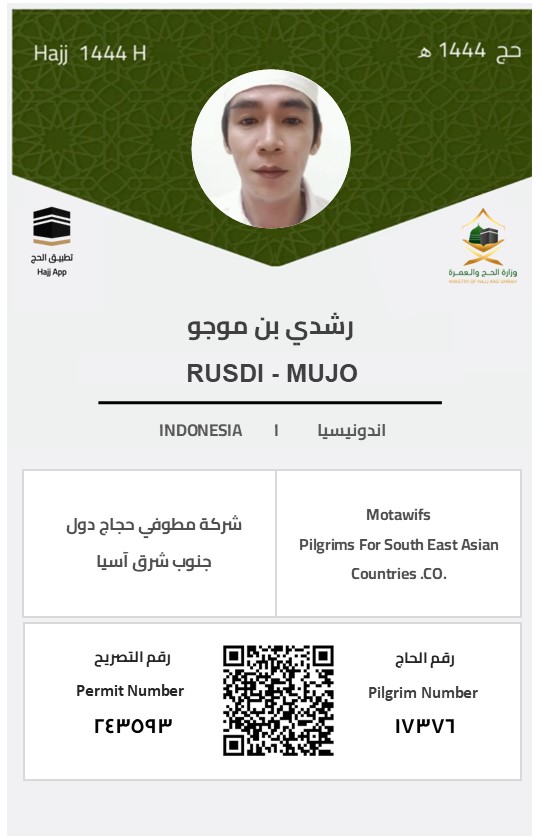 Hajj 1444 H
حج 1444 هـ
تطبيق الحج
Hajj App
وزارة الحـج والعـمـرة
MINISTRY OF HAJJ AND UMRAH
رشدي بن موجو
RUSDI - MUJO
INDONESIA | اندونيسيا
شركة مطوفي حجاج دول
جنوب شرق آسيا
Motawifs
Pilgrims For South East Asian
Countries .CO.
رقم التصريح
Permit Number
٢٤٣٥٩٣
رقم الحاج
Pilgrim Number
١٧٣٧٦